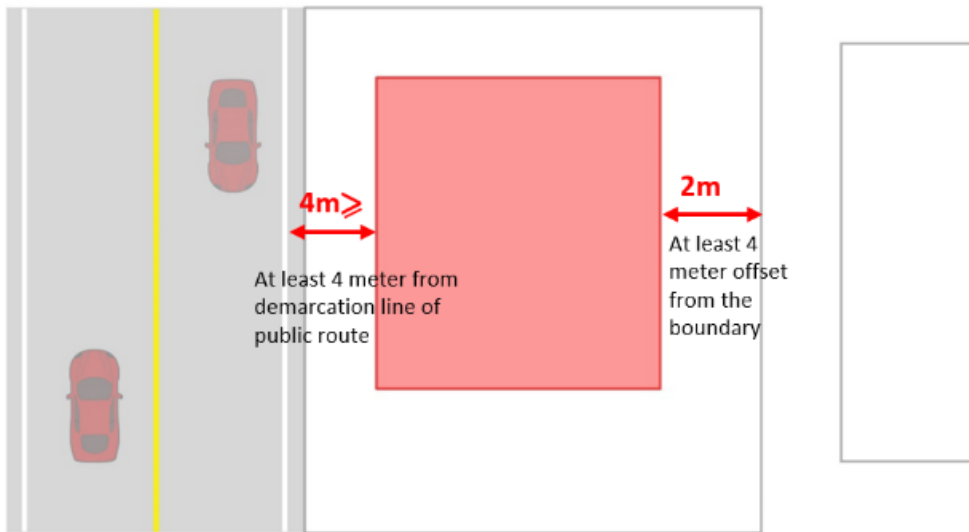 4m⩾
At least 4 meter from
demarcation line of
public route
2m
At least 4
meter offset
from the
boundary